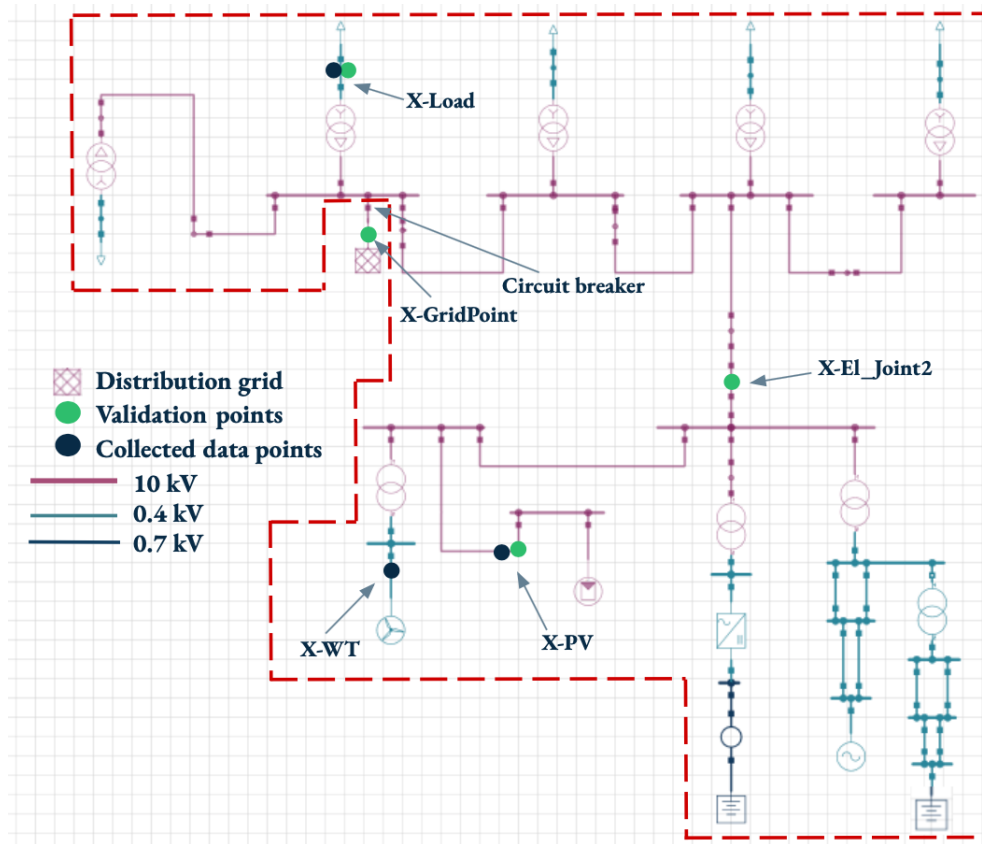 X-Load
Circuit breaker
X-GridPoint
X-El_Joint2
Distribution grid
Validation points
Collected data points
10 kV
0.4 kV
0.7 kV
X-WT
X-PV